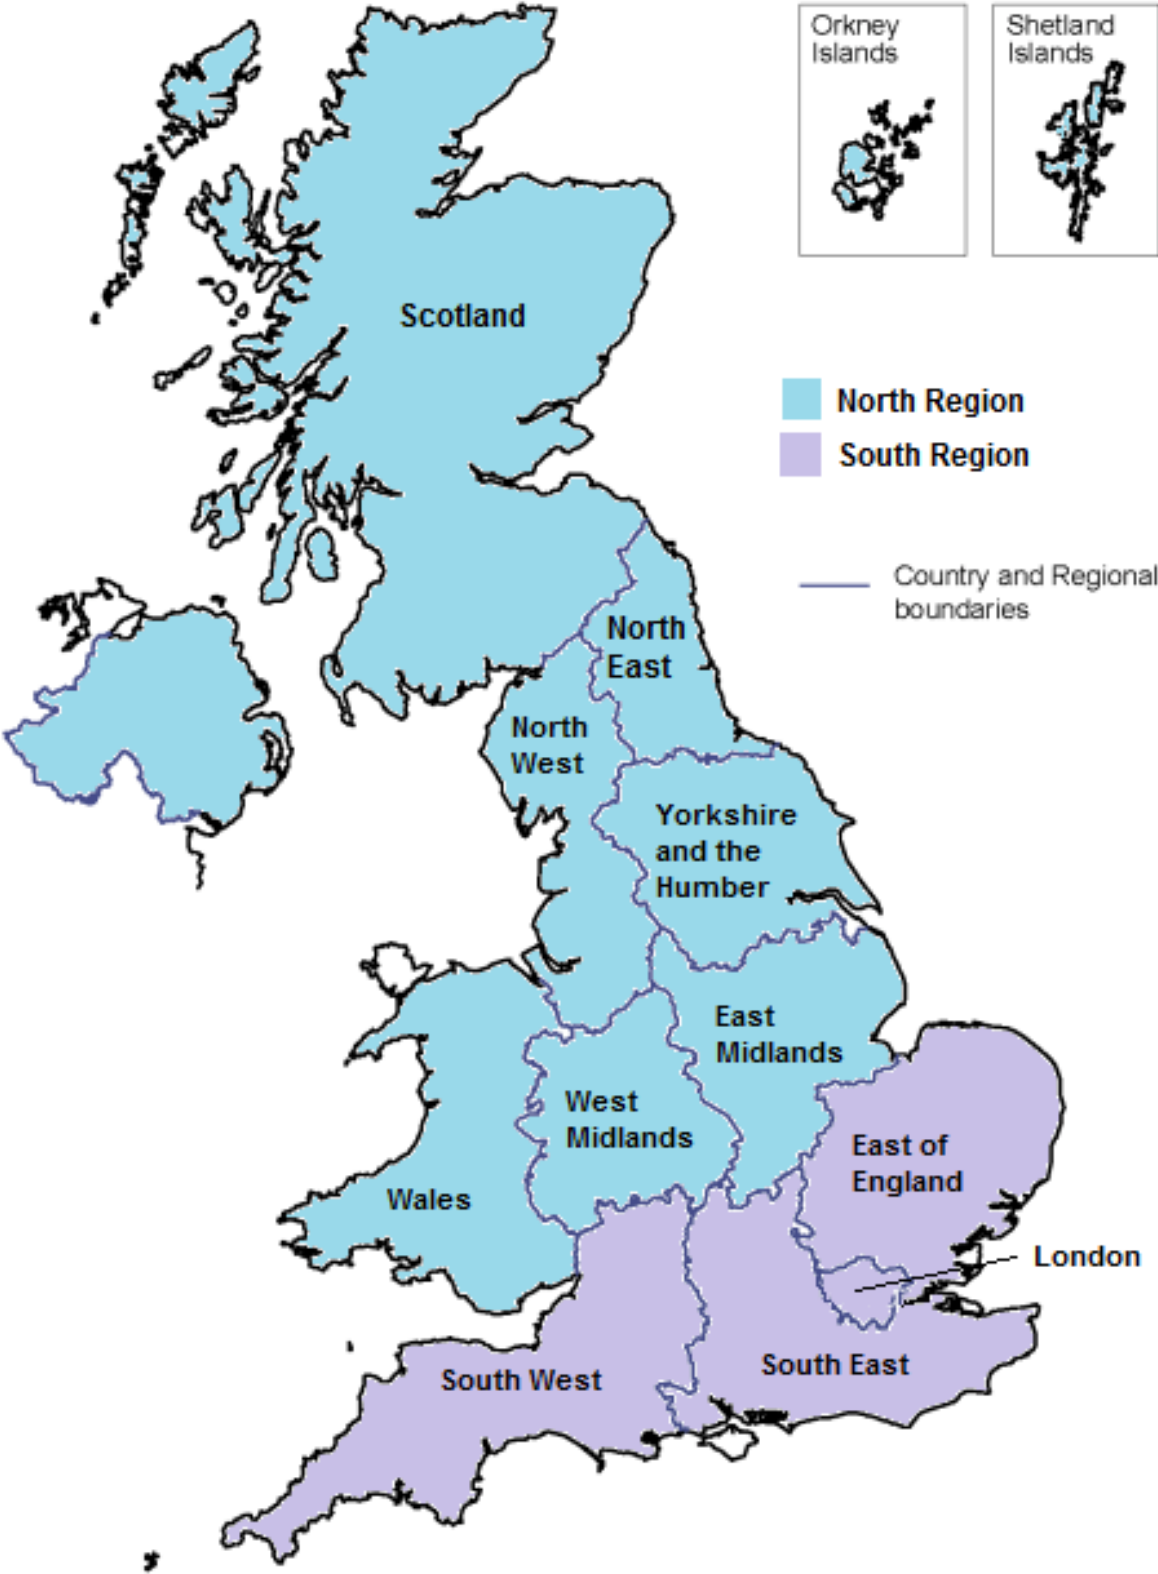 Orkney
Islands
Shetland
Islands
Scotland
North Region
South Region
Country and Regional
boundaries
North
East
North
West
Yorkshire
and the
Humber
East
Midlands
West
Midlands
East of
England
Wales
London
South East
South West